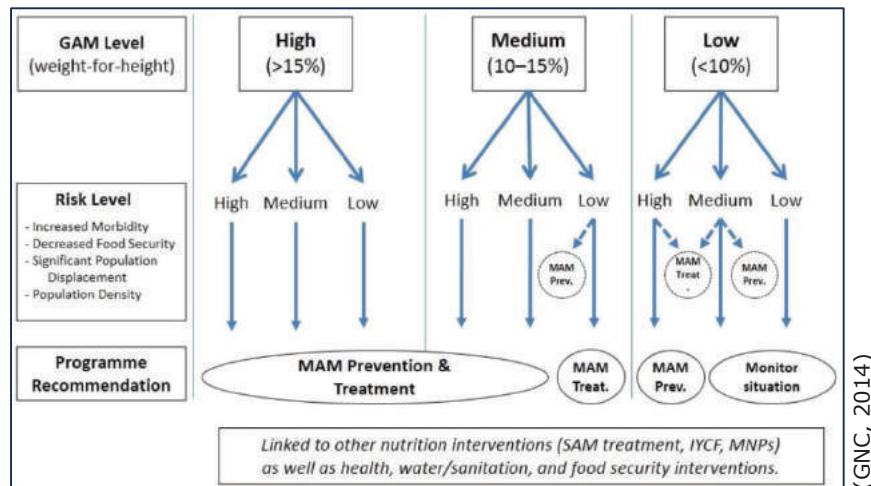 GAM Level
(weight-for-height)
High
(>15%)
Medium
(10–15%)
Low
(<10%)
Risk Level
- Increased Morbidity
- Decreased Food Security
- Significant Population
Displacement
- Population Density
High Medium Low
High Medium Low
High Medium Low
MAM
Prev.
MAM
Treat
.
MAM
Prev.
Programme
Recommendation
MAM Prevention &
Treatment
MAM
Treat.
MAM
Prev.
Monitor
situation
Linked to other nutrition interventions (SAM treatment, IYCF, MNPs)
as well as health, water/sanitation, and food security interventions.
(GNC, 2014)